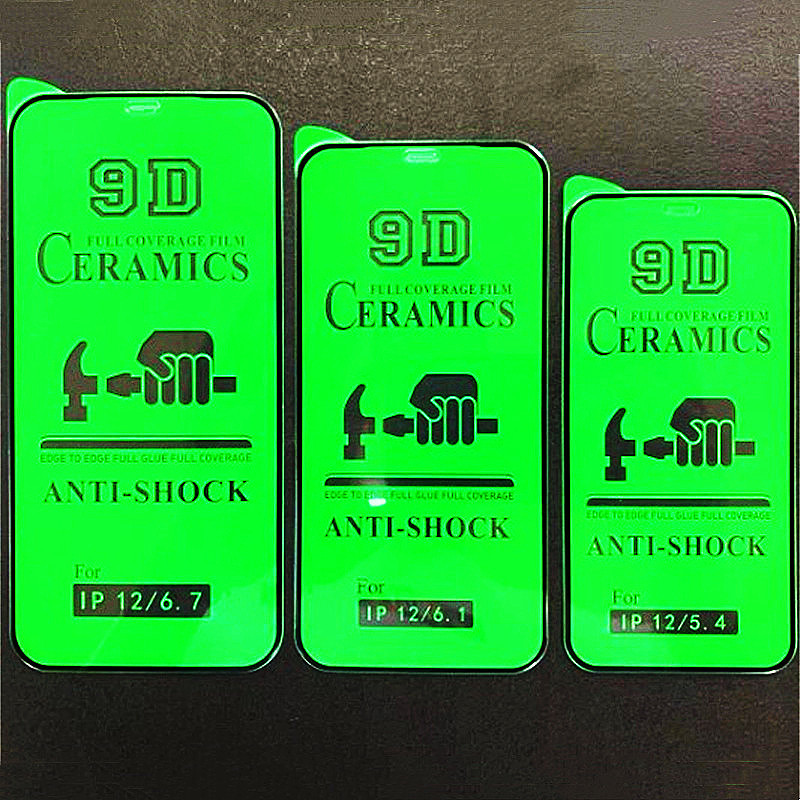 9D
FULL COVERAGE FILM
CERAMICS
EDGE TO EDGE FULL GLUE FULL COVERAGE
ANTI-SHOCK
For
IP 12/6.7
9D
FULL COVERAGE FILM
CERAMICS
EDGE TO EDGE FULL GLUE FULL COVERAGE
ANTI-SHOCK
For
IP 12/6.1
9D
FULL COVERAGE FILM
CERAMICS
EDGE TO EDGE FULL GLUE FULL COVERAGE
ANTI-SHOCK
For
IP 12/5.4